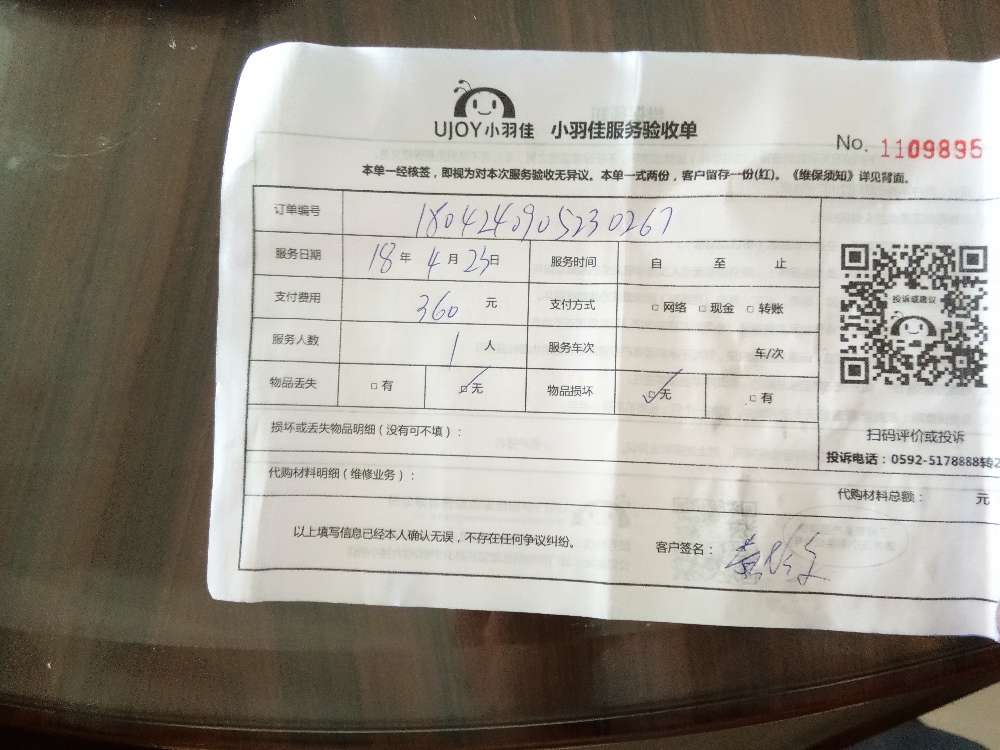 UJOY小羽佳 小羽佳服务验收单
No. 1109895
本单一经核签，即视为对本次服务验收无异议。本单一式两份，客户留存一份(红)。《维保须知》详见背面。
订单编号 1804240905230267
服务日期 18年 4月 23日 服务时间 自 至 止
支付费用 360 元 支付方式 □ 网络 □ 现金 □ 转账
服务人数 1 人 服务车次 车/次
物品丢失 □ 有 ☑ 无 物品损坏 ☑ 无 □ 有
投诉或建议
扫码评价或投诉
投诉电话：0592-5178888转2
损坏或丢失物品明细（没有可不填）：
代购材料明细（维修业务）：
代购材料总额： 元
以上填写信息已经本人确认无误，不存在任何争议纠纷。 客户签名：